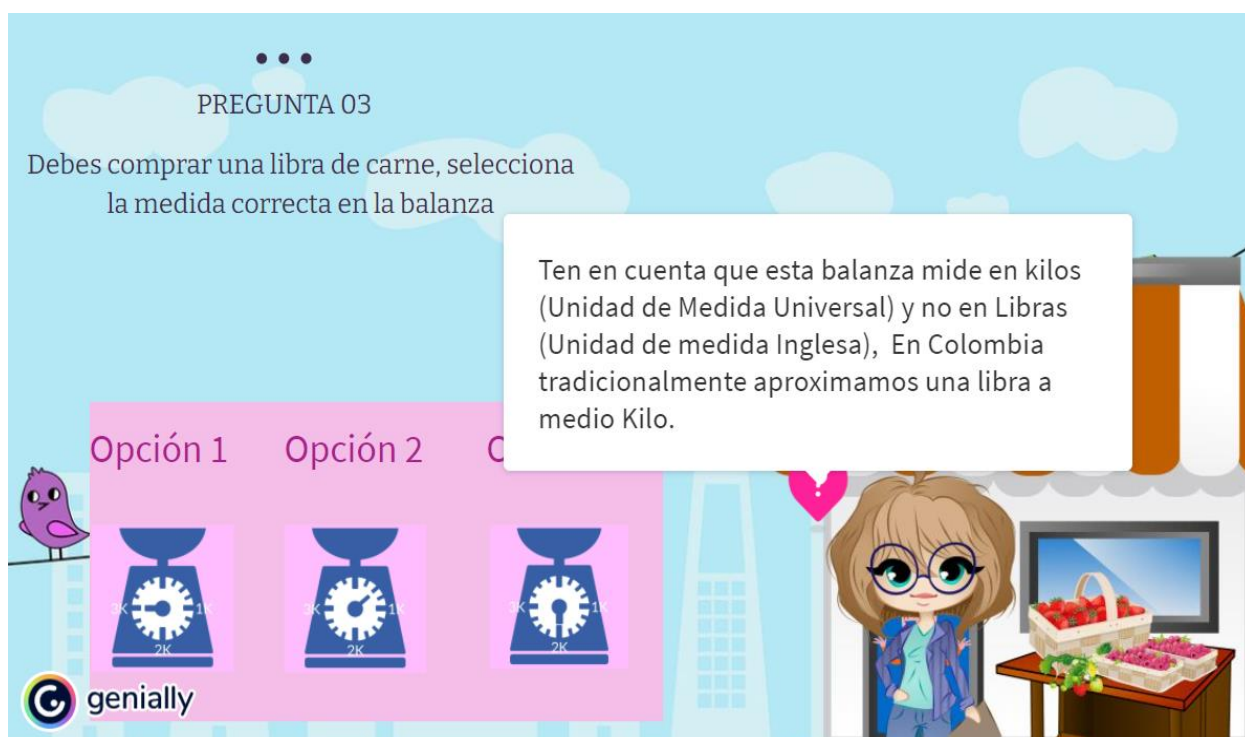 PREGUNTA 03
Debes comprar una libra de carne, selecciona
la medida correcta en la balanza
Ten en cuenta que esta balanza mide en kilos
(Unidad de Medida Universal) y no en Libras
(Unidad de medida Inglesa), En Colombia
tradicionalmente aproximamos una libra a
medio Kilo.
Opción 1
Opción 2
3K 1K
2K
3K 1K
2K
3K 1K
2K
genially